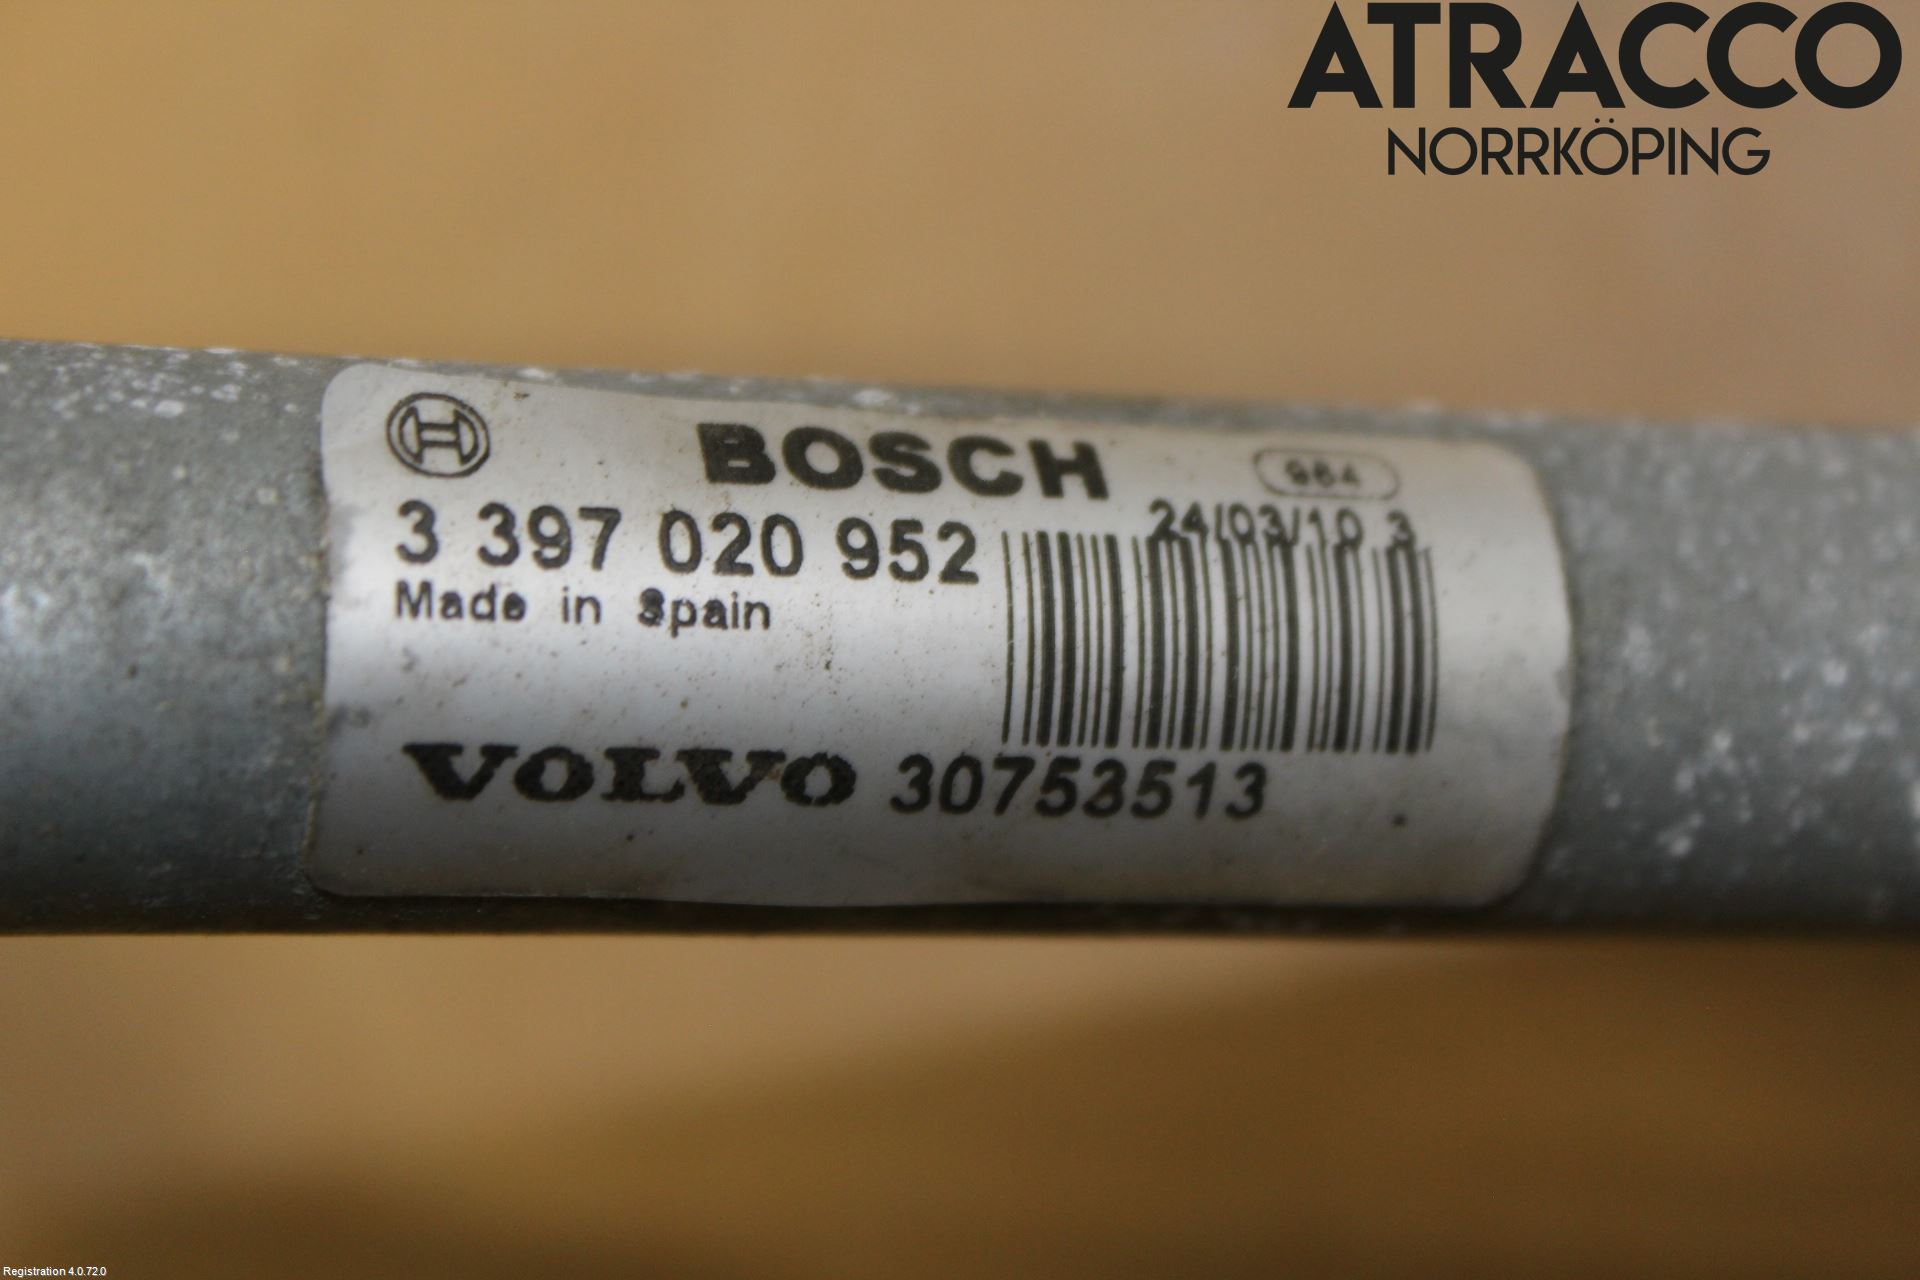 ATRACCO
NORRKÖPING
BOSCH
984
3 397 020 952
24/03/10 3
Made in Spain
VOLVO 30753513
Registration 4.0.72.0